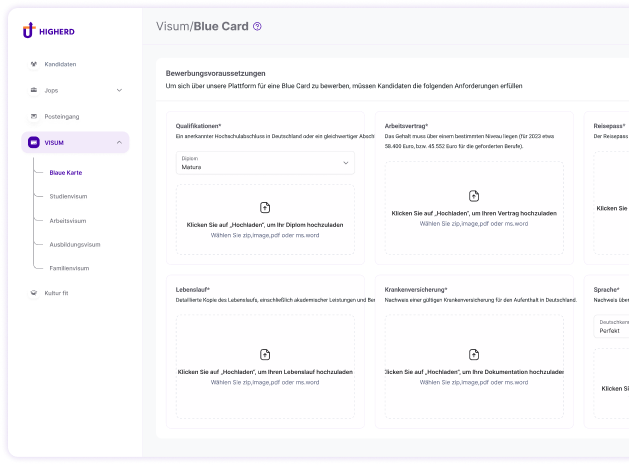 HIGHERD
Visum/Blue Card
Kandidaten
Jops
Posteingang
VISUM
Blaue Karte
Studienvisum
Arbeitsvisum
Ausbildungsvisum
Familienvisum
Kultur fit
Bewerbungsvoraussetzungen
Um sich über unsere Plattform für eine Blue Card zu bewerben, müssen Kandidaten die folgenden Anforderungen erfüllen
Qualifikationen*
Ein anetkannter Hochschulabschluss in Deutschland oder ein gleichwertiger Absch
Diplom
Matura
Klicken Sie auf „Hochladen“, um Ihr Diplom hochzuladen
Wählen Sie zip,image,pdf oder ms.word
Arbeitsvertrag*
Das Gehalt muss über einem bestimmten Niveau liegen (für 2023 etwa
58.400 Euro, bzw. 45.552 Euro für die geforderten Berufe).
Klicken Sie auf „Hochladen“, um Ihren Vertrag hochzuladen
Wählen Sie zip,image,pdf oder ms.word
Reisepass*
Der Reisepass
Klicken Sie
Lebenslauf*
Detaillierte Kopie des Lebenslaufs, einschließlich akademischer Leistungen und Ber
Klicken Sie auf „Hochladen“, um Ihren Lebenslauf hochzuladen
Wählen Sie zip,image,pdf oder ms.word
Krankenversicherung*
Nachweis einer gültigen Krankenversicherung für den Aufenthalt in Deutschland.
Klicken Sie auf „Hochladen“, um Ihre Dokumentation hochzuladen
Wählen Sie zip,image,pdf oder ms.word
Sprache*
Nachweis über
Deutschkenn
Perfekt
Klicken Si